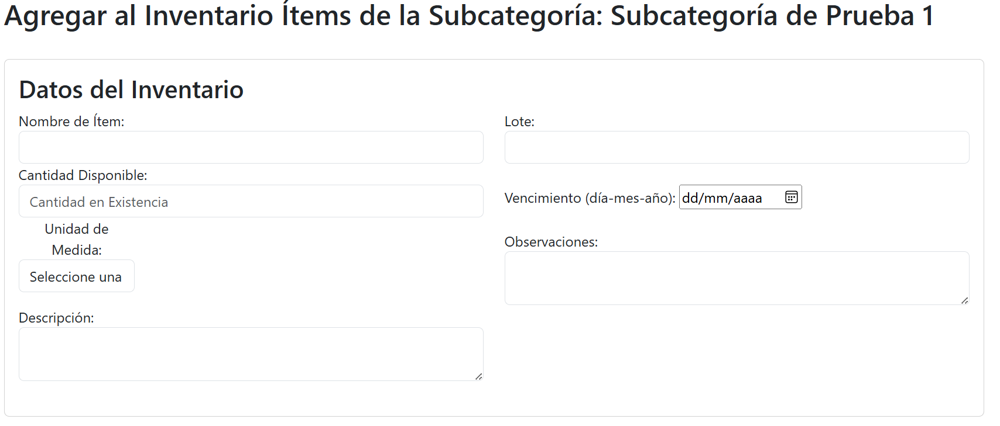 Agregar al Inventario Ítems de la Subcategoría: Subcategoría de Prueba 1
Datos del Inventario
Nombre de Ítem:
Lote:
Cantidad Disponible:
Cantidad en Existencia
Vencimiento (día-mes-año): dd/mm/aaaa
Unidad de
Medida:
Seleccione una
Observaciones:
Descripción: